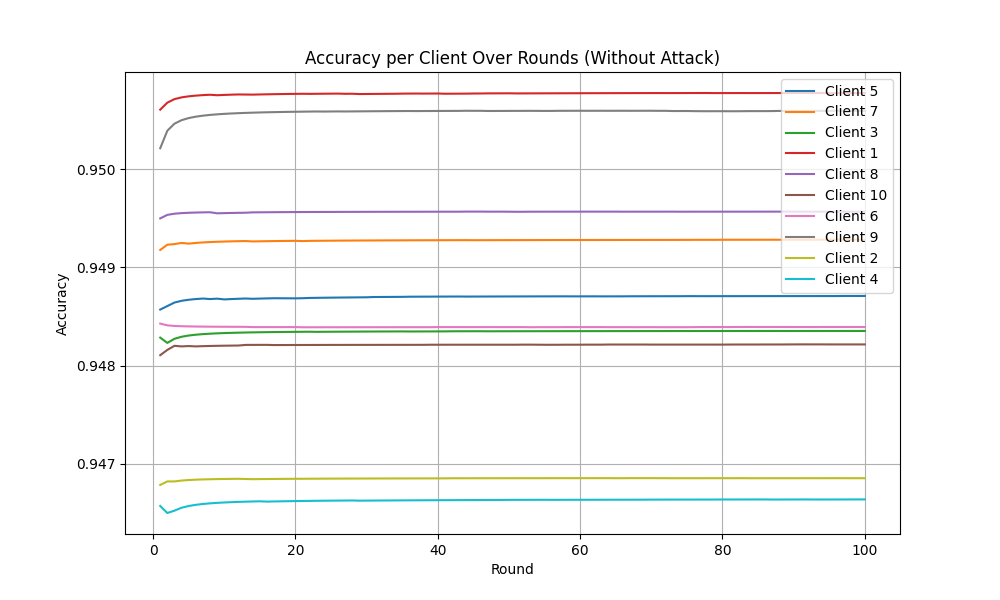 Accuracy per Client Over Rounds (Without Attack)
Accuracy
0.950
0.949
0.948
0.947
Client 5
Client 7
Client 3
Client 1
Client 8
Client 10
Client 6
Client 9
Client 2
Client 4
0
20
40
60
80
100
Round